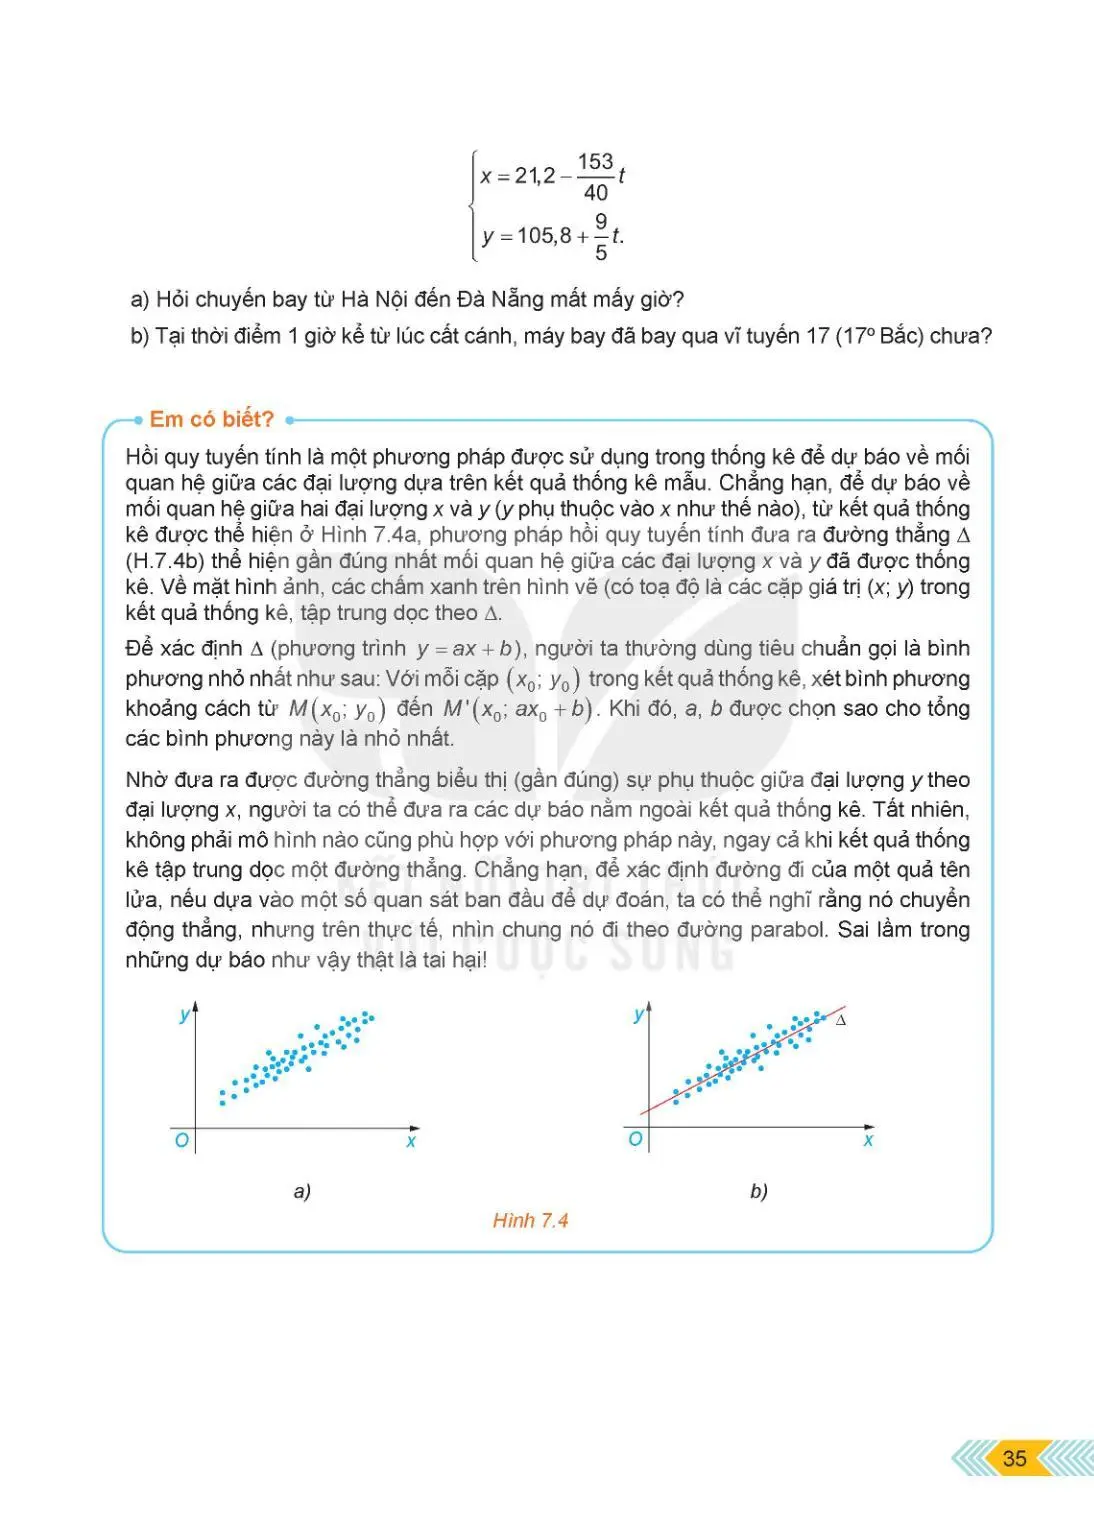 x = 21,2 − 153/40 t
y = 105,8 + 9/5 t.
a) Hỏi chuyến bay từ Hà Nội đến Đà Nẵng mất mấy giờ?
b) Tại thời điểm 1 giờ kể từ lúc cất cánh, máy bay đã bay qua vĩ tuyến 17 (17º Bắc) chưa?
Em có biết?
Hồi quy tuyến tính là một phương pháp được sử dụng trong thống kê để dự báo về mối
quan hệ giữa các đại lượng dựa trên kết quả thống kê mẫu. Chẳng hạn, để dự báo về
mối quan hệ giữa hai đại lượng x và y (y phụ thuộc vào x như thế nào), từ kết quả thống
kê được thể hiện ở Hình 7.4a, phương pháp hồi quy tuyến tính đưa ra đường thẳng Δ
(H.7.4b) thể hiện gần đúng nhất mối quan hệ giữa các đại lượng x và y đã được thống
kê. Về mặt hình ảnh, các chấm xanh trên hình vẽ (có toạ độ là các cặp giá trị (x; y) trong
kết quả thống kê, tập trung dọc theo Δ.
Để xác định Δ (phương trình y = ax + b), người ta thường dùng tiêu chuẩn gọi là bình
phương nhỏ nhất như sau: Với mỗi cặp (x₀; y₀) trong kết quả thống kê, xét bình phương
khoảng cách từ M(x₀; y₀) đến M'(x₀; ax₀ + b). Khi đó, a, b được chọn sao cho tổng
các bình phương này là nhỏ nhất.
Nhờ đưa ra được đường thẳng biểu thị (gần đúng) sự phụ thuộc giữa đại lượng y theo
đại lượng x, người ta có thể đưa ra các dự báo nằm ngoài kết quả thống kê. Tất nhiên,
không phải mô hình nào cũng phù hợp với phương pháp này, ngay cả khi kết quả thống
kê tập trung dọc một đường thẳng. Chẳng hạn, để xác định đường đi của một quả tên
lửa, nếu dựa vào một số quan sát ban đầu để dự đoán, ta có thể nghĩ rằng nó chuyển
động thẳng, nhưng trên thực tế, nhìn chung nó đi theo đường parabol. Sai lầm trong
những dự báo như vậy thật là tai hại!
KẾT NỐI TRI THỨC
VỚI CUỘC SỐNG
y
O
x
a)
y
Δ
O
x
b)
Hình 7.4
35